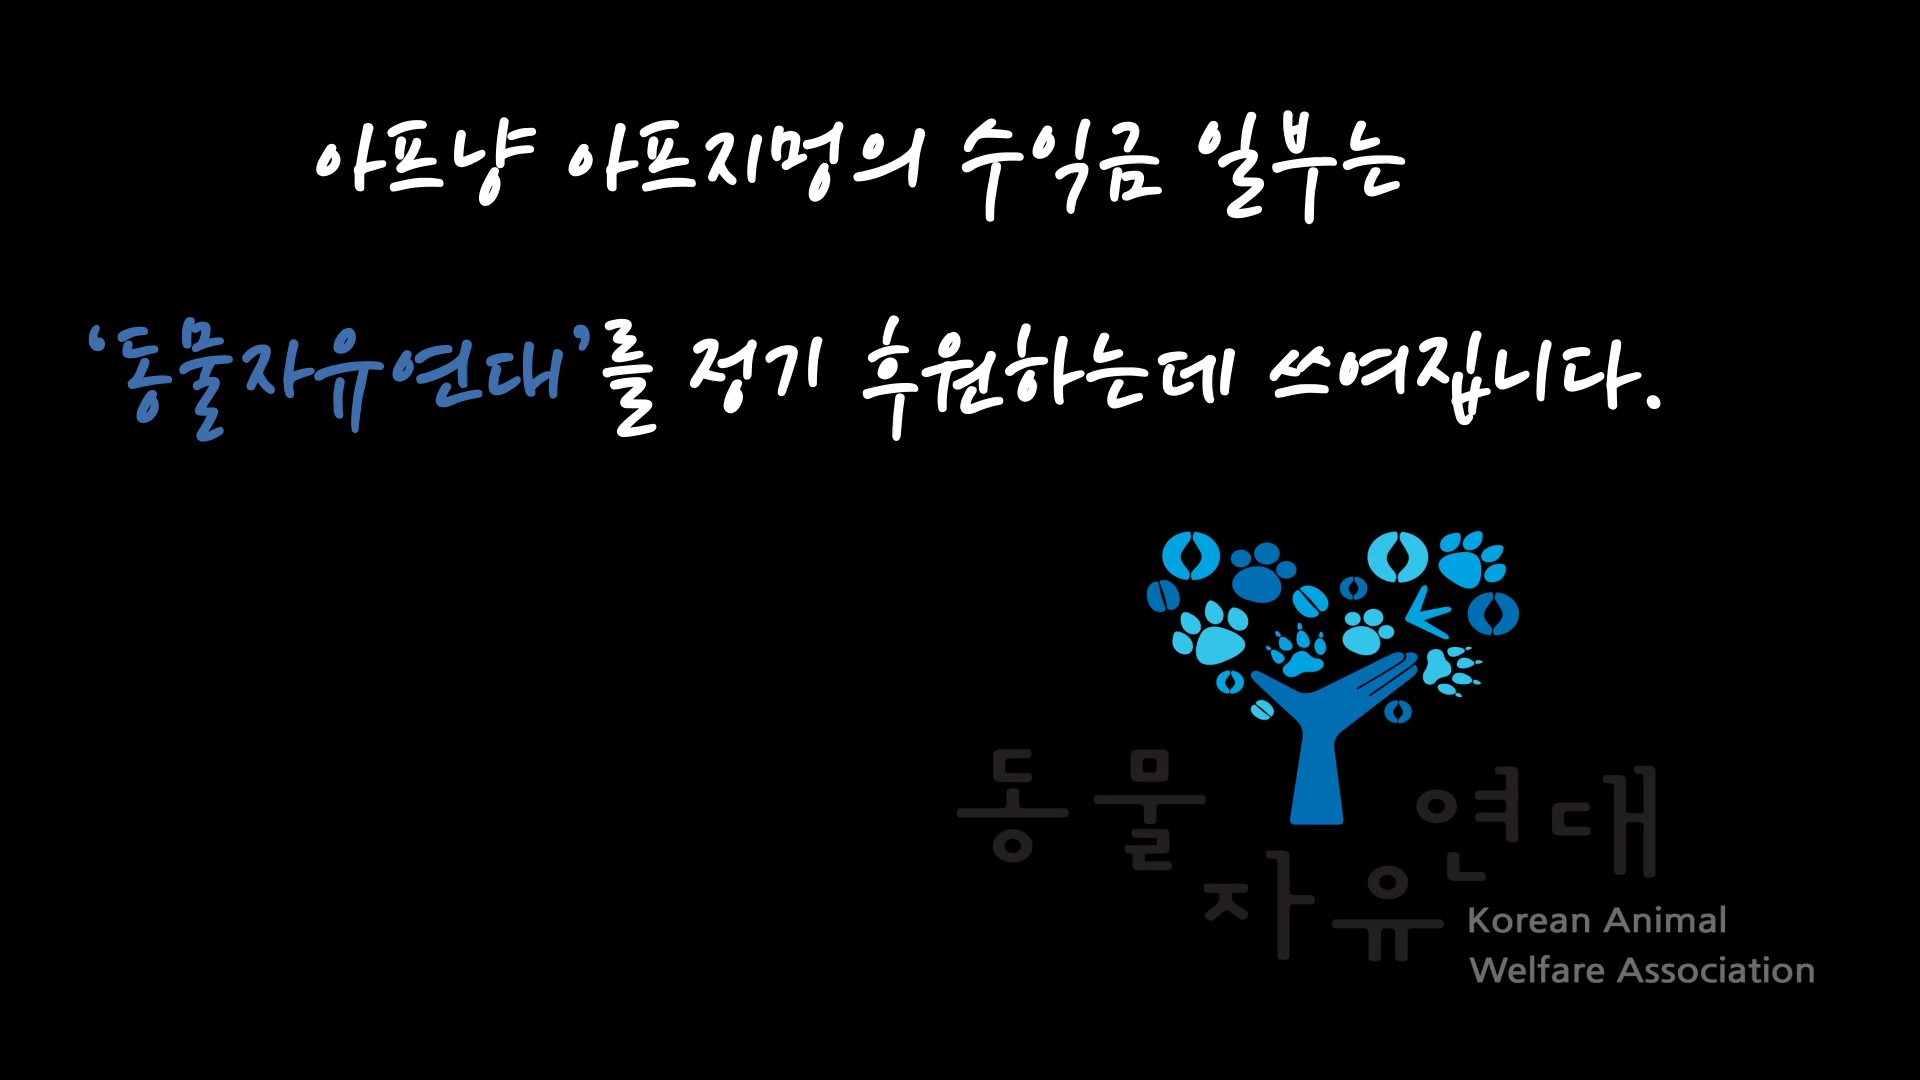 아프냥 아프지멍의 수익금 일부는
‘동물자유연대’를 정기 후원하는데 쓰여집니다.
동물
자유
연대
Korean Animal
Welfare Association